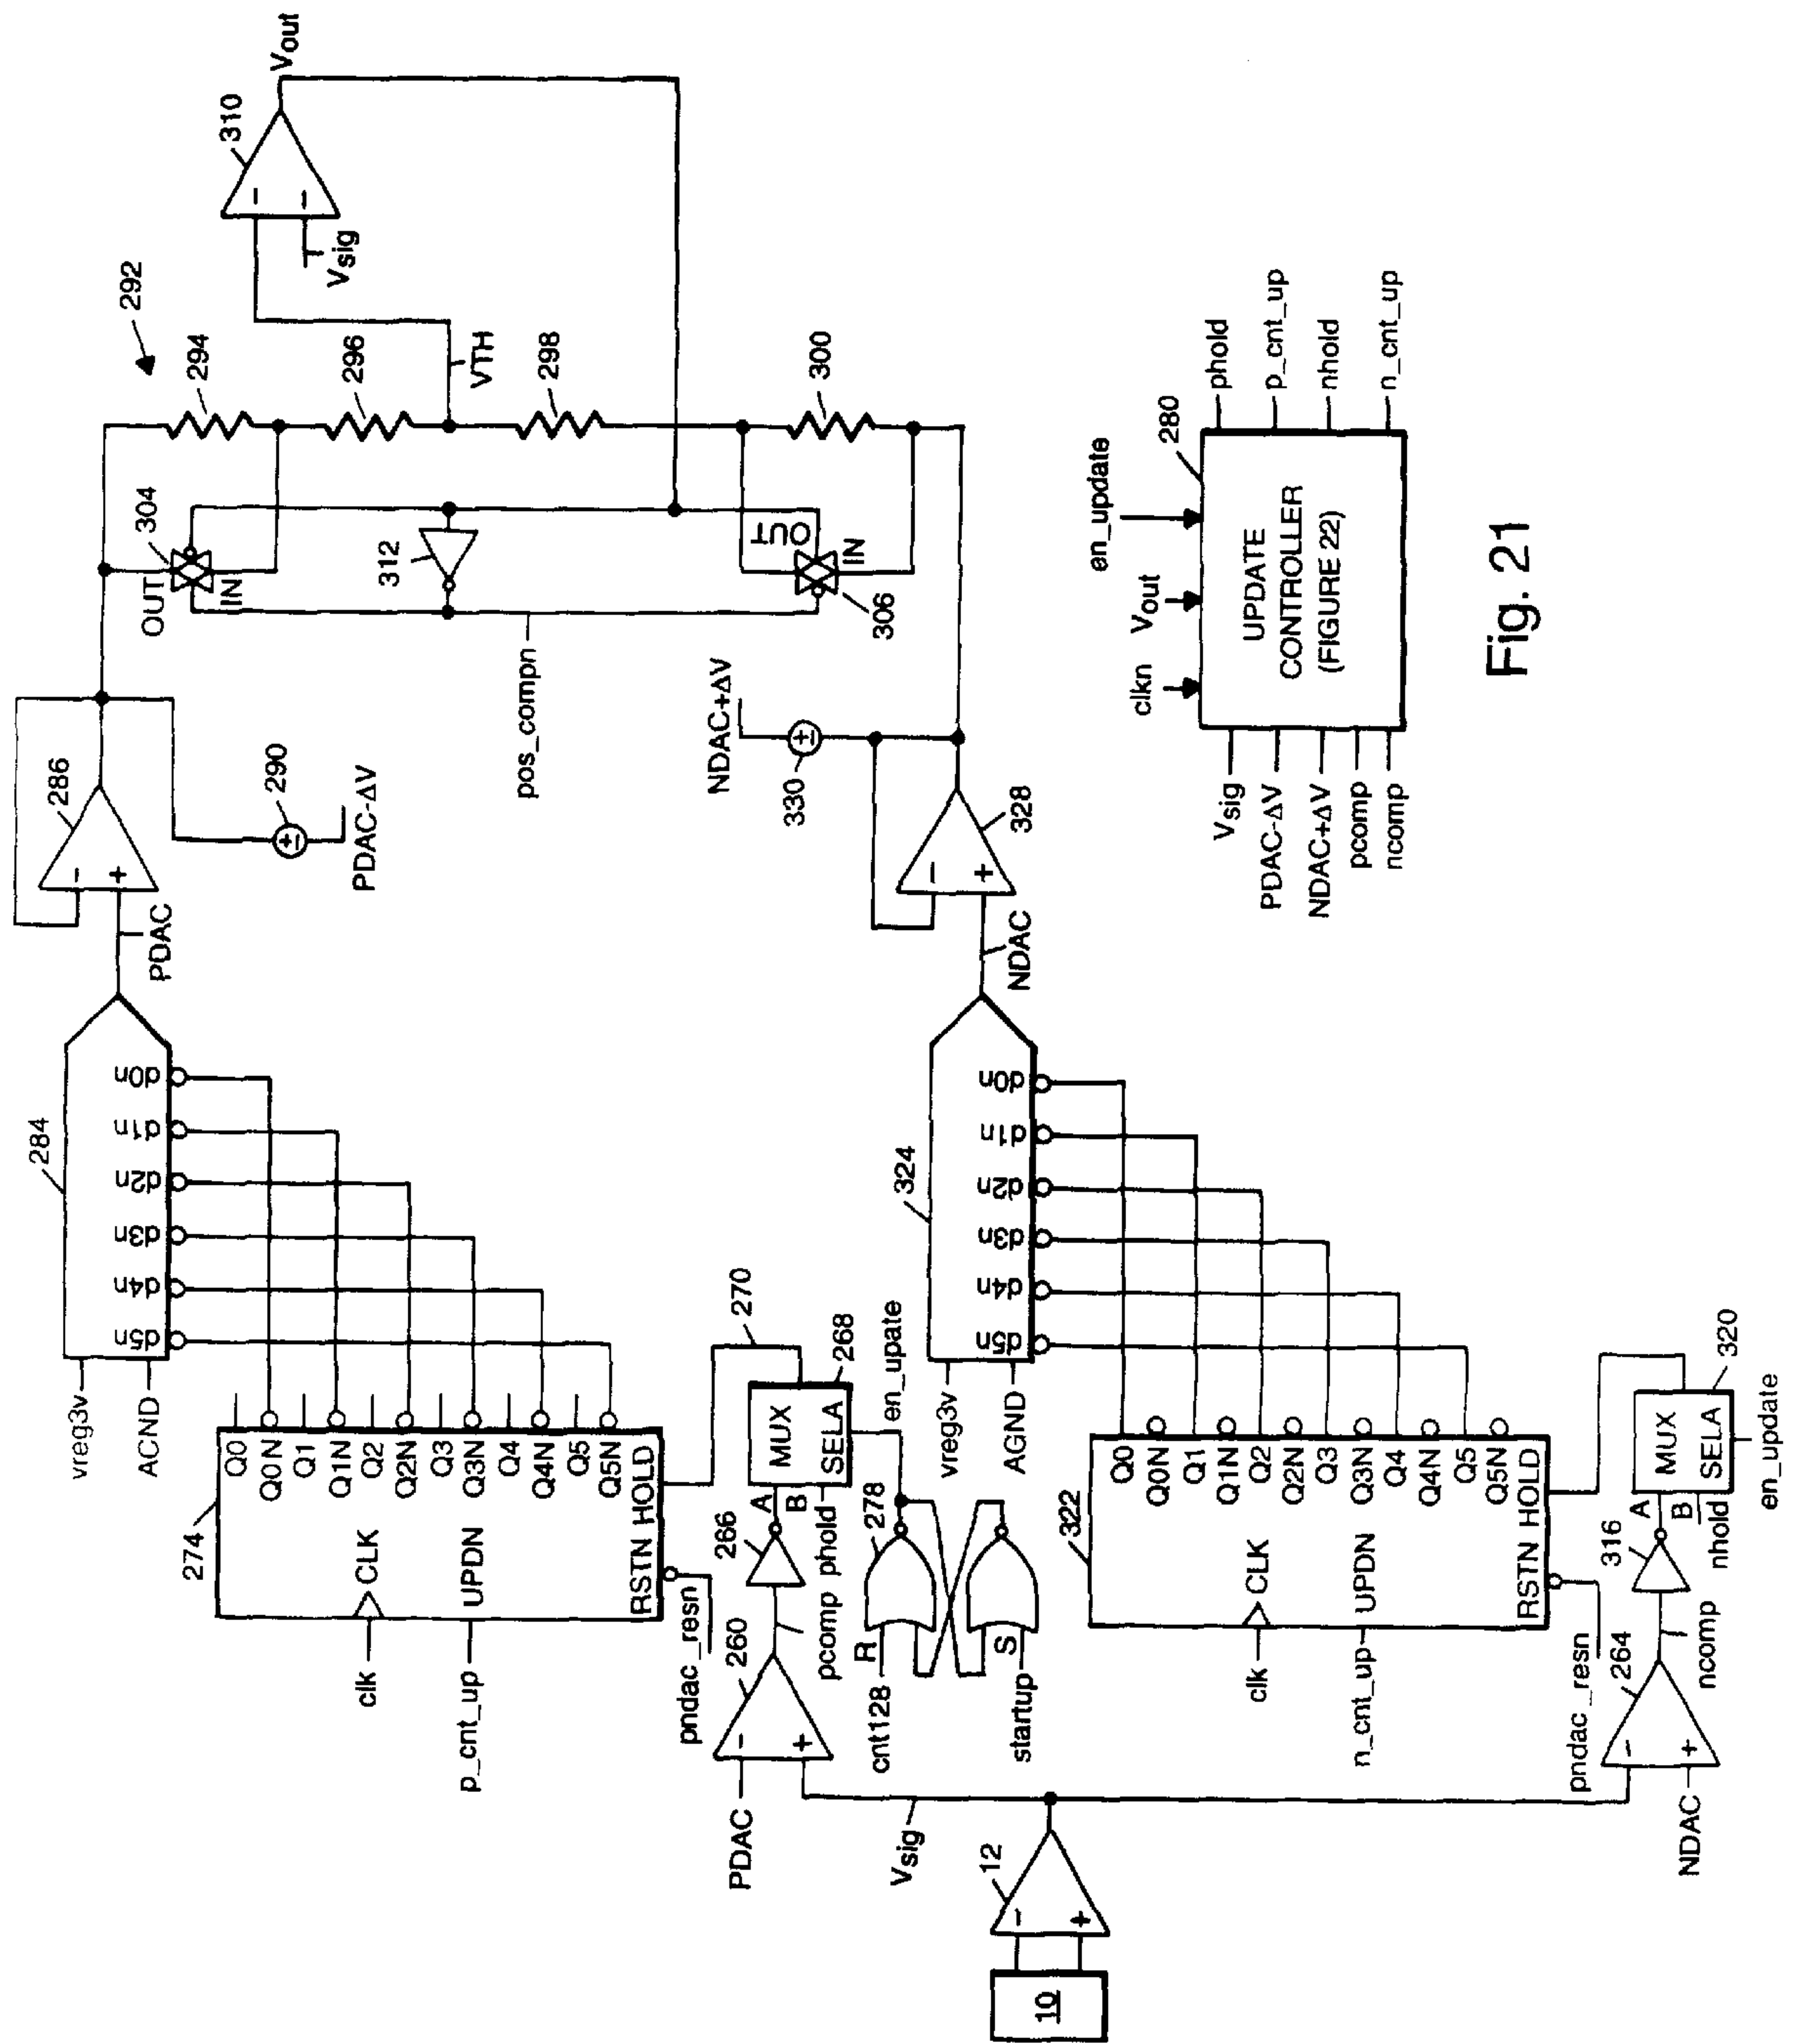 292
310
Vout
Vsig
294
296
VTH
298
300
304
OUT
IN
312
OUT
IN
306
pos_compn
286
290
PDAC-ΔV
PDAC
NDAC+ΔV
330
328
NDAC
284
vreg3v
ACND
d5n
d4n
d3n
d2n
d1n
d0n
274
Q0
Q0N
Q1
Q1N
Q2
Q2N
Q3
Q3N
Q4
Q4N
Q5
Q5N
CLK
UPDN
RSTN
HOLD
clk
p_cnt_up
pndac_resn
270
268
MUX
SELA
A
B
266
phold
pcomp
260
PDAC
en_upate
278
R
cnt128
S
startup
324
vreg3v
AGND
d5n
d4n
d3n
d2n
d1n
d0n
322
Q0
Q0N
Q1
Q1N
Q2
Q2N
Q3
Q3N
Q4
Q4N
Q5
Q5N
CLK
UPDN
RSTN
HOLD
clk
n_cnt_up
pndac_resn
320
MUX
SELA
A
B
316
nhold
en_update
ncomp
264
NDAC
Vsig
12
10
280
en_update
Vout
clkn
UPDATE
CONTROLLER
(FIGURE 22)
phold
p_cnt_up
nhold
n_cnt_up
Vsig
PDAC-ΔV
NDAC+ΔV
pcomp
ncomp
Fig. 21